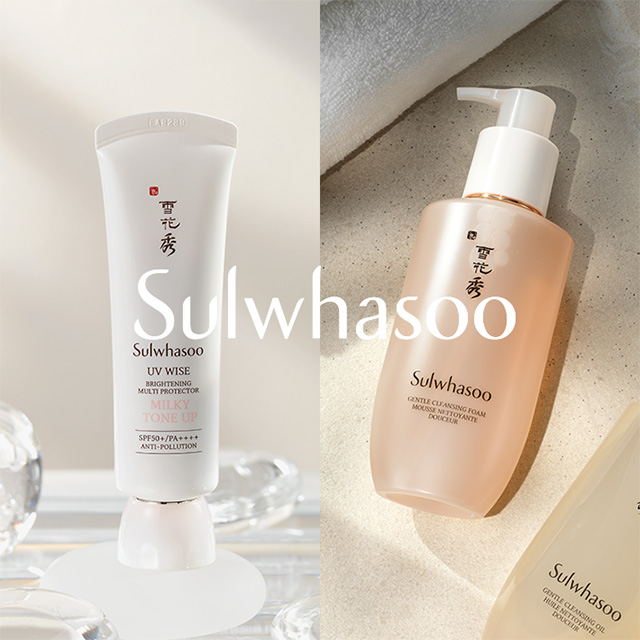 Sulwhasoo
雪花秀
Sulwhasoo
UV WISE
BRIGHTENING
MULTI PROTECTOR
MILKY
TONE UP
SPF50+/PA++++
ANTI-POLLUTION
雪花秀
Sulwhasoo
GENTLE CLEANSING FOAM
MOUSSE NETTOYANTE
DOUCEUR
Sulwhasoo
GENTLE CLEANSING OIL
HUILE NETTOYANTE
DOUCEUR